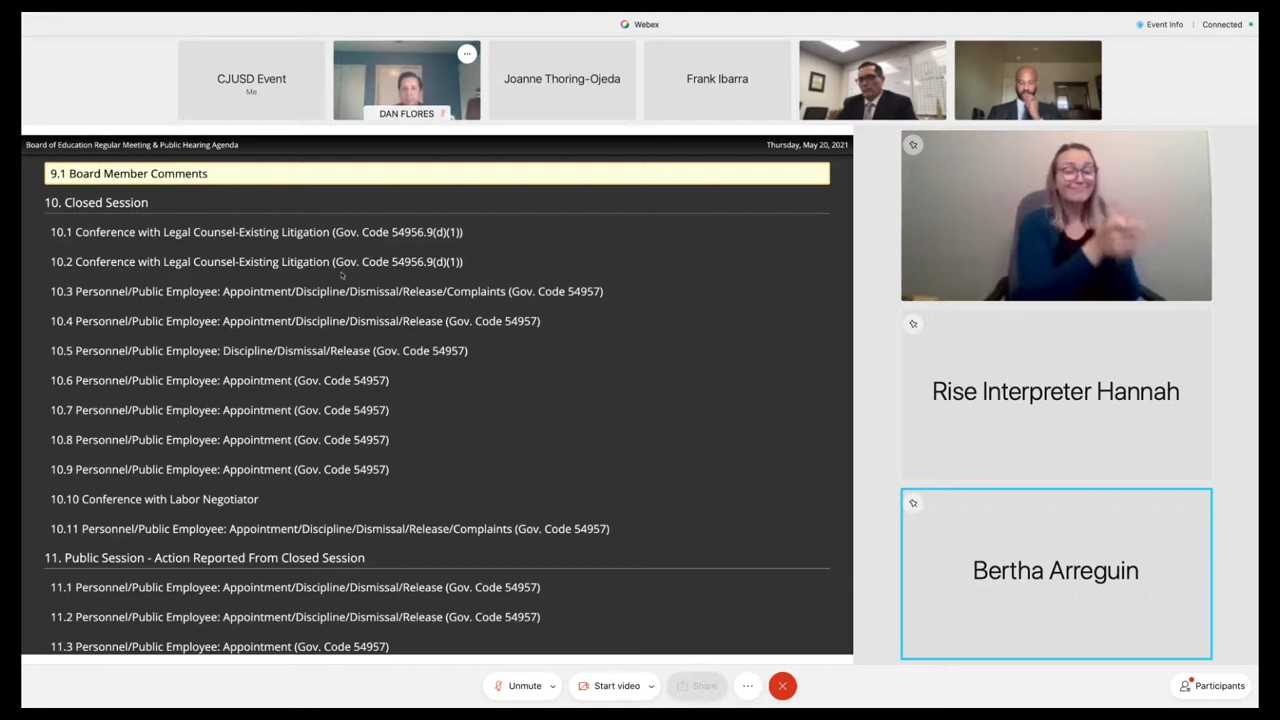 Webex
Event Info
Connected
CJUSD Event
Me
DAN FLORES
Joanne Thoring-Ojeda
Frank Ibarra
Board of Education Regular Meeting & Public Hearing Agenda
Thursday, May 20, 2021
9.1 Board Member Comments
10. Closed Session
10.1 Conference with Legal Counsel-Existing Litigation (Gov. Code 54956.9(d)(1))
10.2 Conference with Legal Counsel-Existing Litigation (Gov. Code 54956.9(d)(1))
10.3 Personnel/Public Employee: Appointment/Discipline/Dismissal/Release/Complaints (Gov. Code 54957)
10.4 Personnel/Public Employee: Appointment/Discipline/Dismissal/Release (Gov. Code 54957)
10.5 Personnel/Public Employee: Discipline/Dismissal/Release (Gov. Code 54957)
10.6 Personnel/Public Employee: Appointment (Gov. Code 54957)
10.7 Personnel/Public Employee: Appointment (Gov. Code 54957)
10.8 Personnel/Public Employee: Appointment (Gov. Code 54957)
10.9 Personnel/Public Employee: Appointment (Gov. Code 54957)
10.10 Conference with Labor Negotiator
10.11 Personnel/Public Employee: Appointment/Discipline/Dismissal/Release/Complaints (Gov. Code 54957)
11. Public Session - Action Reported From Closed Session
11.1 Personnel/Public Employee: Appointment/Discipline/Dismissal/Release (Gov. Code 54957)
11.2 Personnel/Public Employee: Appointment/Discipline/Dismissal/Release (Gov. Code 54957)
11.3 Personnel/Public Employee: Appointment (Gov. Code 54957)
Rise Interpreter Hannah
Bertha Arreguin
Unmute
Start video
Share
Participants